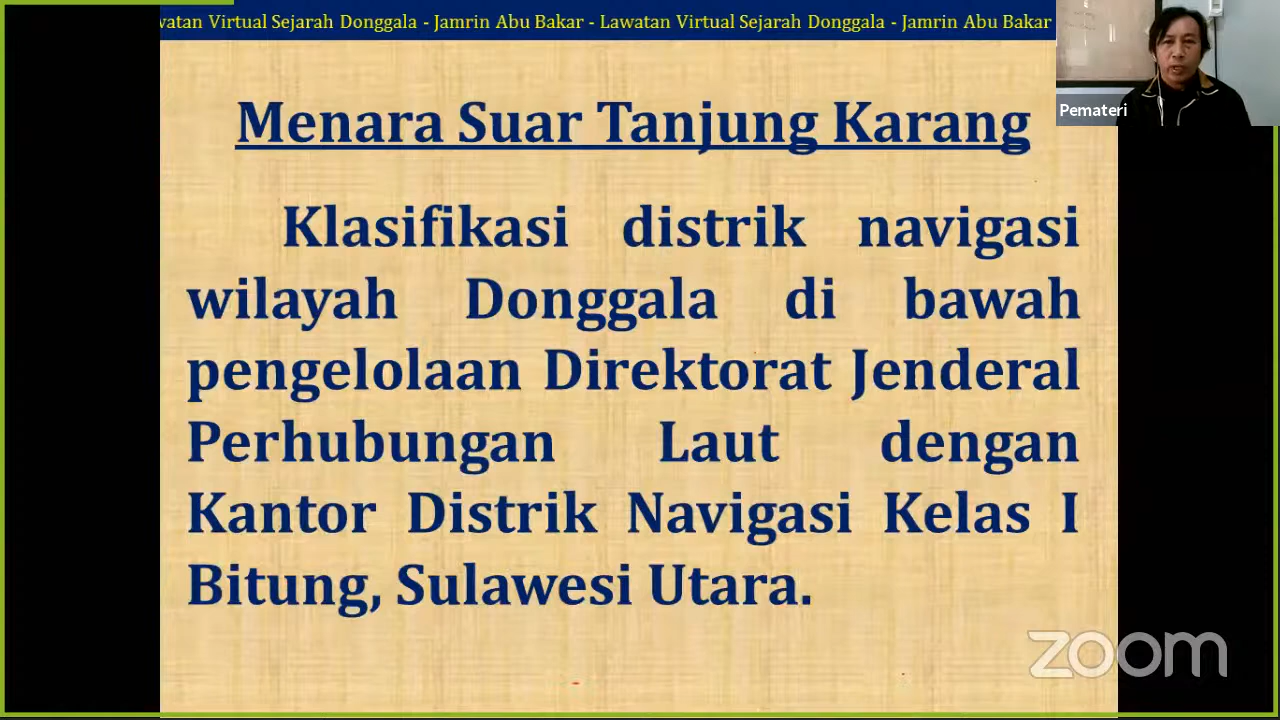 watan Virtual Sejarah Donggala - Jamrin Abu Bakar - Lawatan Virtual Sejarah Donggala - Jamrin Abu Bakar
Pemateri
Menara Suar Tanjung Karang
Klasifikasi distrik navigasi
wilayah Donggala di bawah
pengelolaan Direktorat Jenderal
Perhubungan Laut dengan
Kantor Distrik Navigasi Kelas I
Bitung, Sulawesi Utara.
zoom